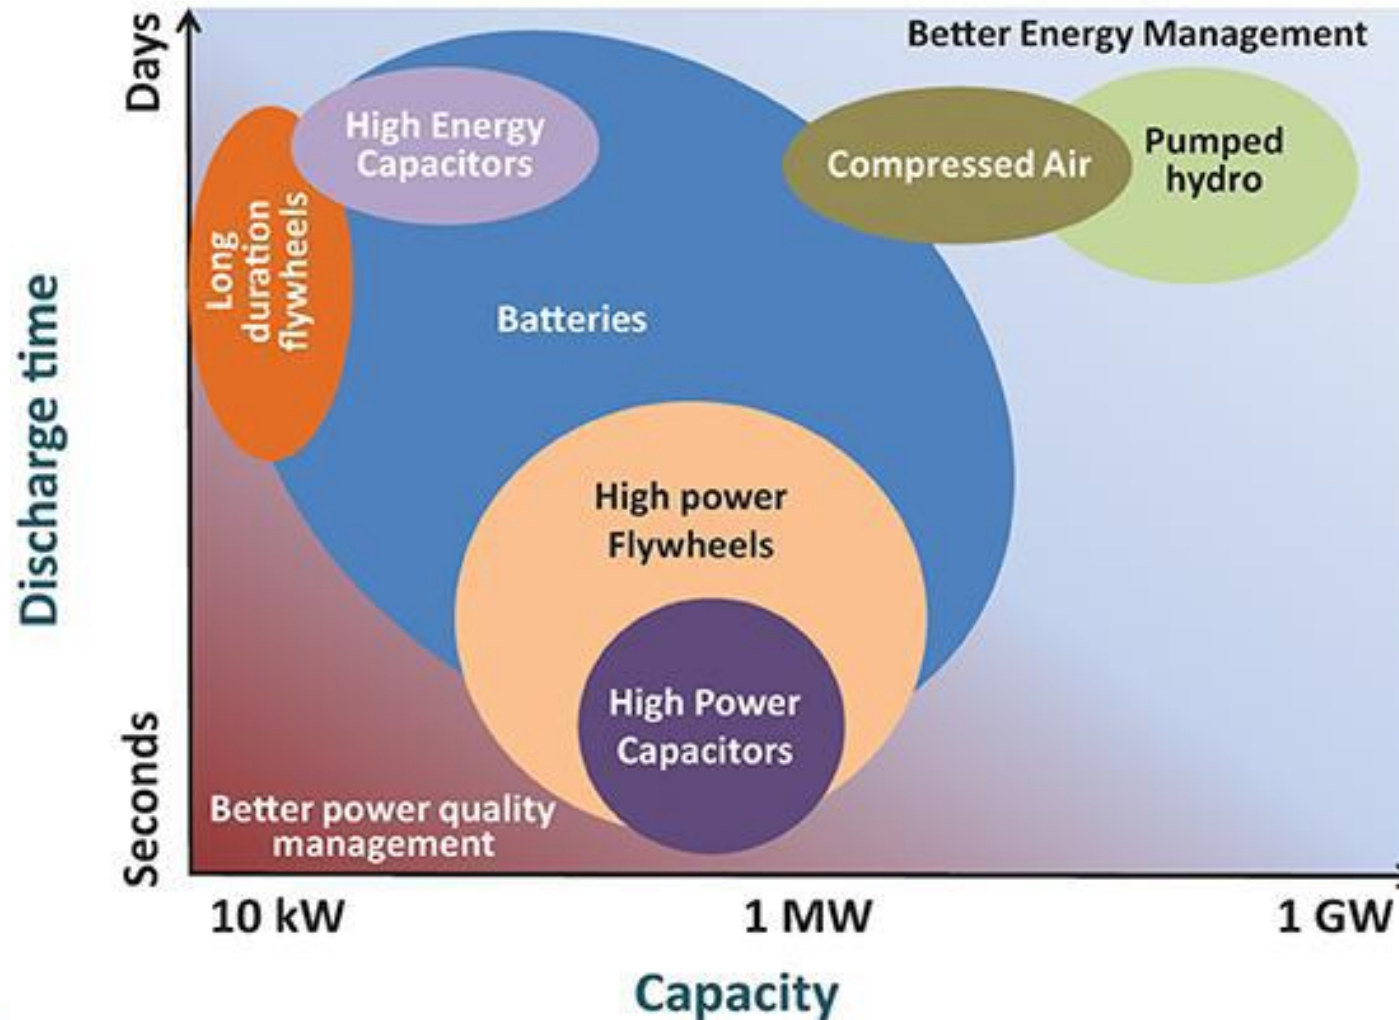 Days
Better Energy Management
High Energy
Capacitors
Compressed Air
Pumped
hydro
Long
duration
flywheels
Batteries
Discharge time
High power
Flywheels
High Power
Capacitors
Seconds
Better power quality
management
10 kW
1 MW
1 GW
Capacity